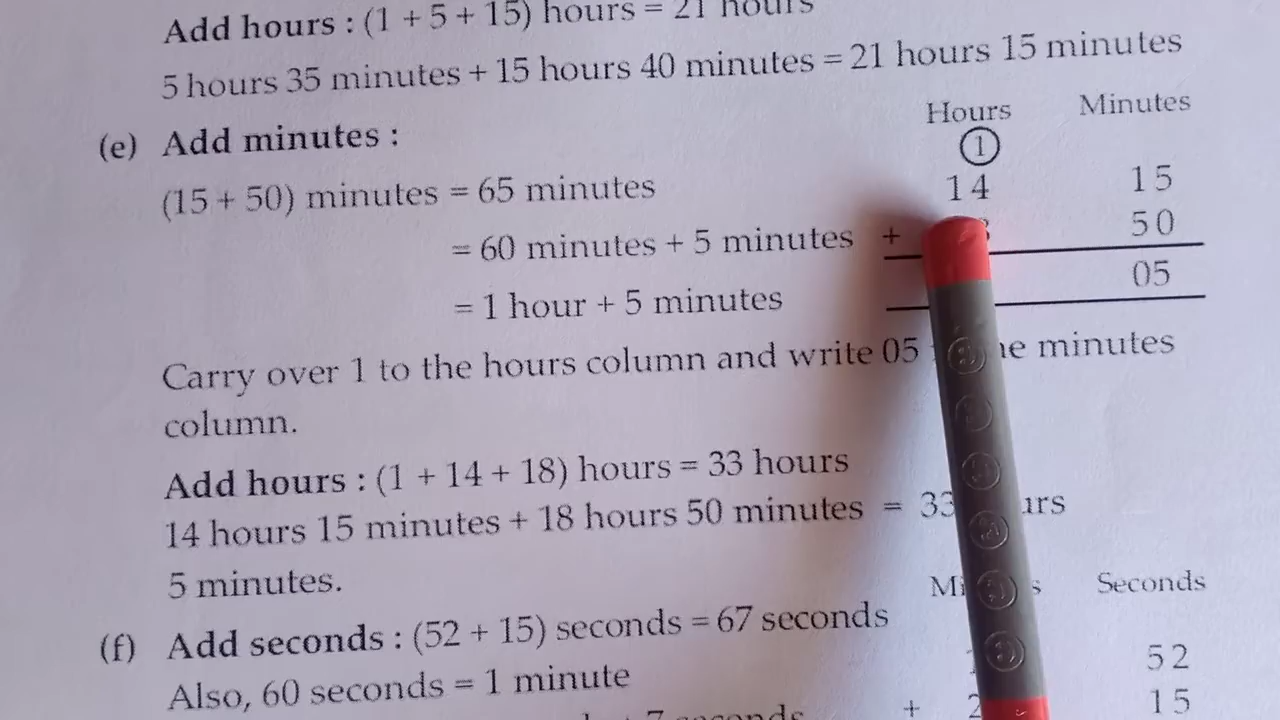 Add hours : (1 + 5 + 15) hours = 21 hours
5 hours 35 minutes + 15 hours 40 minutes = 21 hours 15 minutes
Hours Minutes
(e) Add minutes :
1
(15 + 50) minutes = 65 minutes 14 15
= 60 minutes + 5 minutes + 50
= 1 hour + 5 minutes 05
Carry over 1 to the hours column and write 05 minutes
column.
Add hours : (1 + 14 + 18) hours = 33 hours
14 hours 15 minutes + 18 hours 50 minutes = 33
5 minutes.
Seconds
(f) Add seconds : (52 + 15) seconds = 67 seconds
52
Also, 60 seconds = 1 minute
+ 2 15
7 seconds